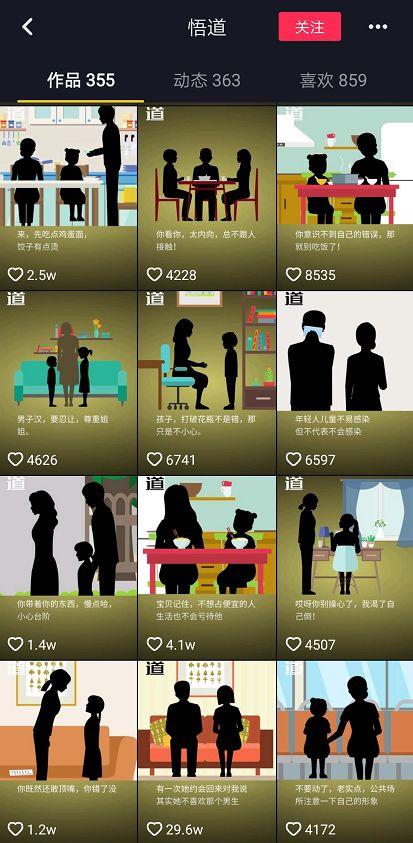 悟道
关注
作品 355
动态 363
喜欢 859
道
来，先吃点鸡蛋面，
饺子有点烫
2.5w
道
你看你，太内向，总不跟人
接触！
4228
道
你意识不到自己的错误，那
就别吃饭了！
8535
道
男子汉，要忍让，尊重姐
姐。
4626
道
孩子，打破花瓶不是错，那
只是不小心。
6741
道
年轻人儿童不易感染
但不代表不会感染
6597
道
你带着你的东西，慢点哈，
小心台阶
1.4w
道
宝贝记住，不想占便宜的人
生活也不会亏待他
4.1w
道
哎呀你别操心了，我渴了自
己倒！
4507
道
你既然还敢顶嘴，你错了没
1.2w
道
有一次她约会回来对我说
其实她不喜欢那个男生
29.6w
道
不要动了，老实点，公共场
所注意一下自己的形象
4172